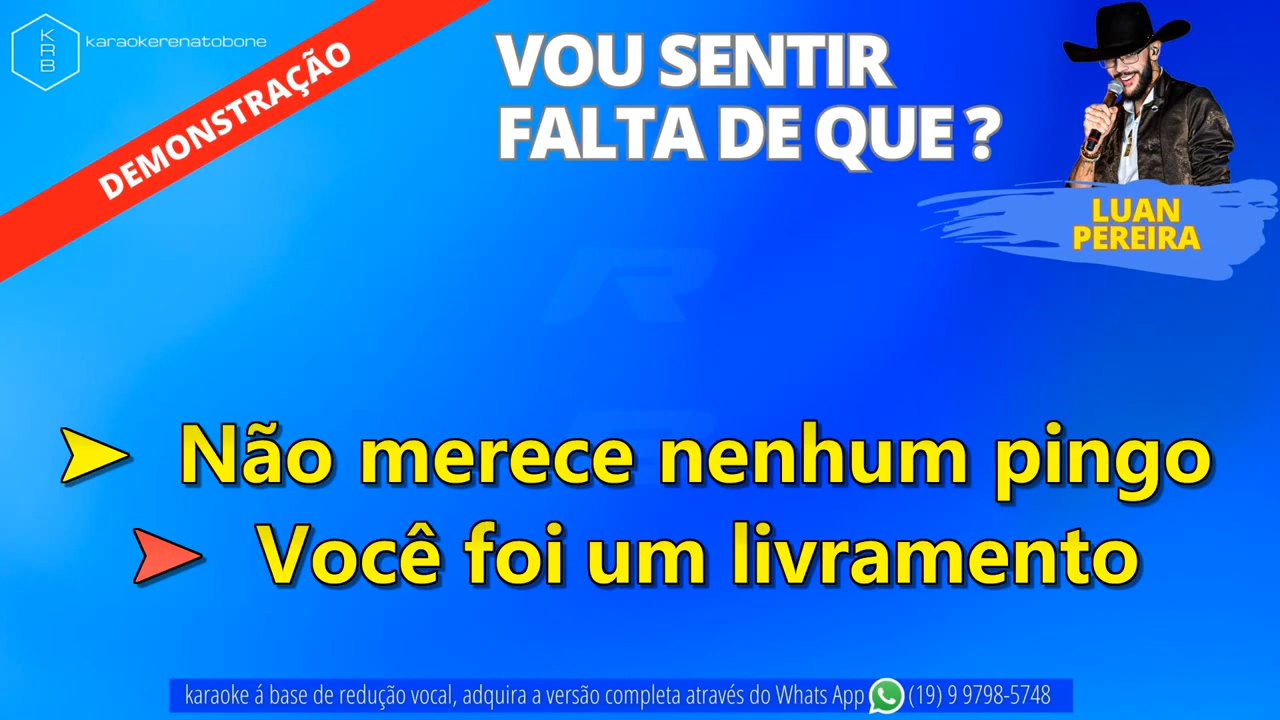 KRB
karaokerenatobone
DEMONSTRAÇÃO
VOU SENTIR
FALTA DE QUE ?
LUAN
PEREIRA
Não merece nenhum pingo
Você foi um livramento
karaoke á base de redução vocal, adquira a versão completa através do Whats App (19) 9 9798-5748